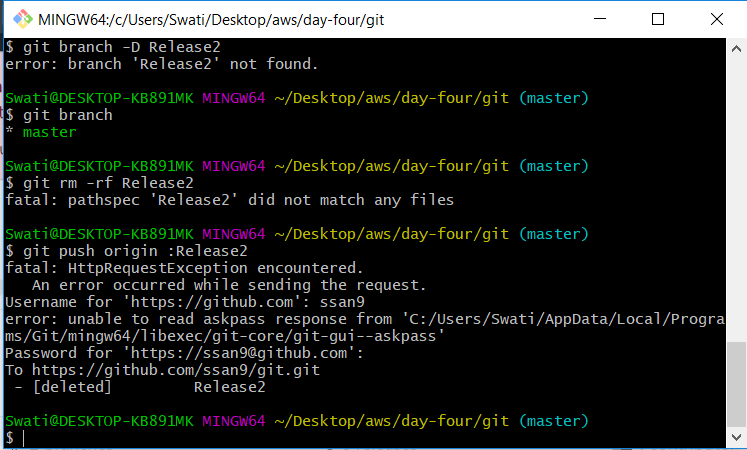 MINGW64:/c/Users/Swati/Desktop/aws/day-four/git
$ git branch -D Release2
error: branch 'Release2' not found.
Swati@DESKTOP-KB891MK MINGW64 ~/Desktop/aws/day-four/git (master)
$ git branch
* master
Swati@DESKTOP-KB891MK MINGW64 ~/Desktop/aws/day-four/git (master)
$ git rm -rf Release2
fatal: pathspec 'Release2' did not match any files
Swati@DESKTOP-KB891MK MINGW64 ~/Desktop/aws/day-four/git (master)
$ git push origin :Release2
fatal: HttpRequestException encountered.
   An error occurred while sending the request.
Username for 'https://github.com': ssan9
error: unable to read askpass response from 'C:/Users/Swati/AppData/Local/Progra
ms/Git/mingw64/libexec/git-core/git-gui--askpass'
Password for 'https://ssan9@github.com':
To https://github.com/ssan9/git.git
 - [deleted]         Release2
Swati@DESKTOP-KB891MK MINGW64 ~/Desktop/aws/day-four/git (master)
$